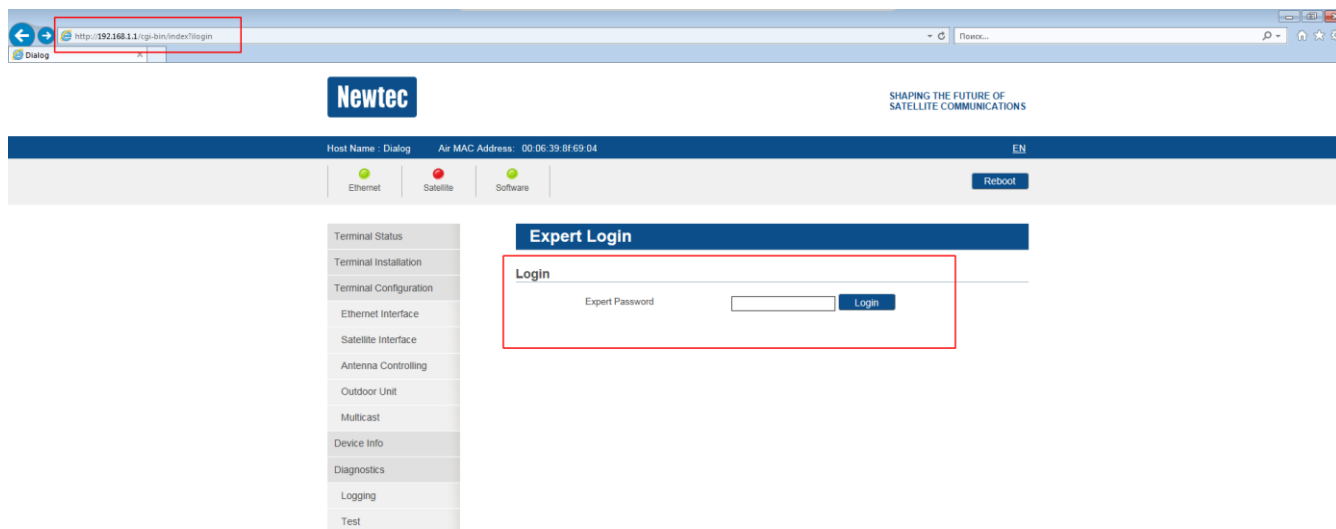 http://192.168.1.1/cgi-bin/index?ilogin
Поиск...
Dialog
Newtec
SHAPING THE FUTURE OF
SATELLITE COMMUNICATIONS
Host Name : Dialog Air MAC Address: 00:06:39:8f:69:04 EN
Ethernet Satellite Software Reboot
Terminal Status
Terminal Installation
Terminal Configuration
Ethernet Interface
Satellite Interface
Antenna Controlling
Outdoor Unit
Multicast
Device Info
Diagnostics
Logging
Test
Expert Login
Login
Expert Password Login